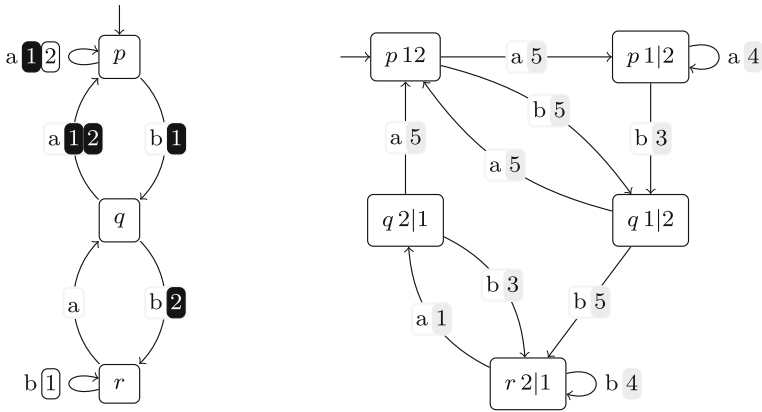 a 1 2 p p 12 a 5 p 1|2 a 4
b 5
a 1 2 b 1 a 5 b 3
a 5
q q 2|1 q 1|2
b 3
a b 2 a 1 b 5
b 1 r r 2|1 b 4